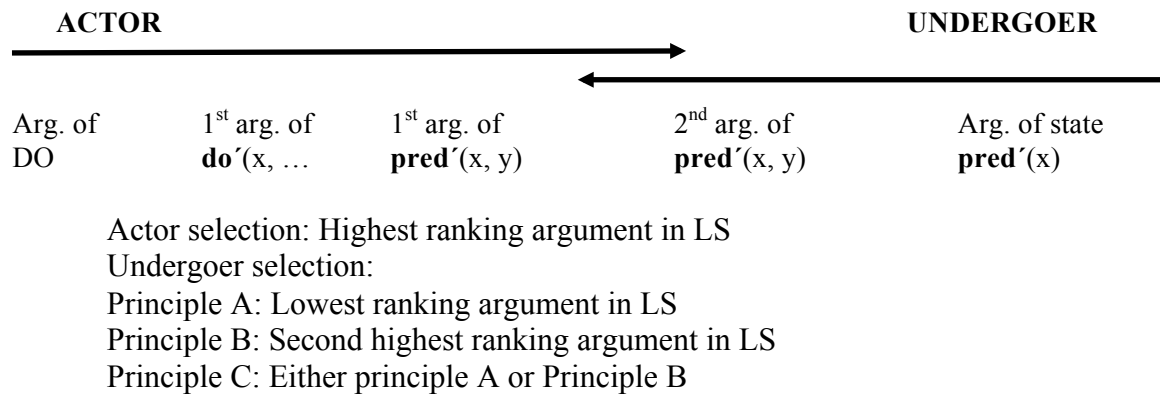 ACTOR UNDERGOER
Arg. of 1st arg. of 1st arg. of 2nd arg. of Arg. of state
DO do´(x, … pred´(x, y) pred´(x, y) pred´(x)
Actor selection: Highest ranking argument in LS
Undergoer selection:
Principle A: Lowest ranking argument in LS
Principle B: Second highest ranking argument in LS
Principle C: Either principle A or Principle B